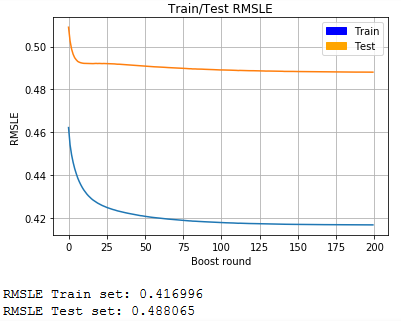 Train/Test RMSLE
Train
Test
0.50
0.48
0.46
0.44
0.42
RMSLE
0 25 50 75 100 125 150 175 200
Boost round
RMSLE Train set: 0.416996
RMSLE Test set: 0.488065